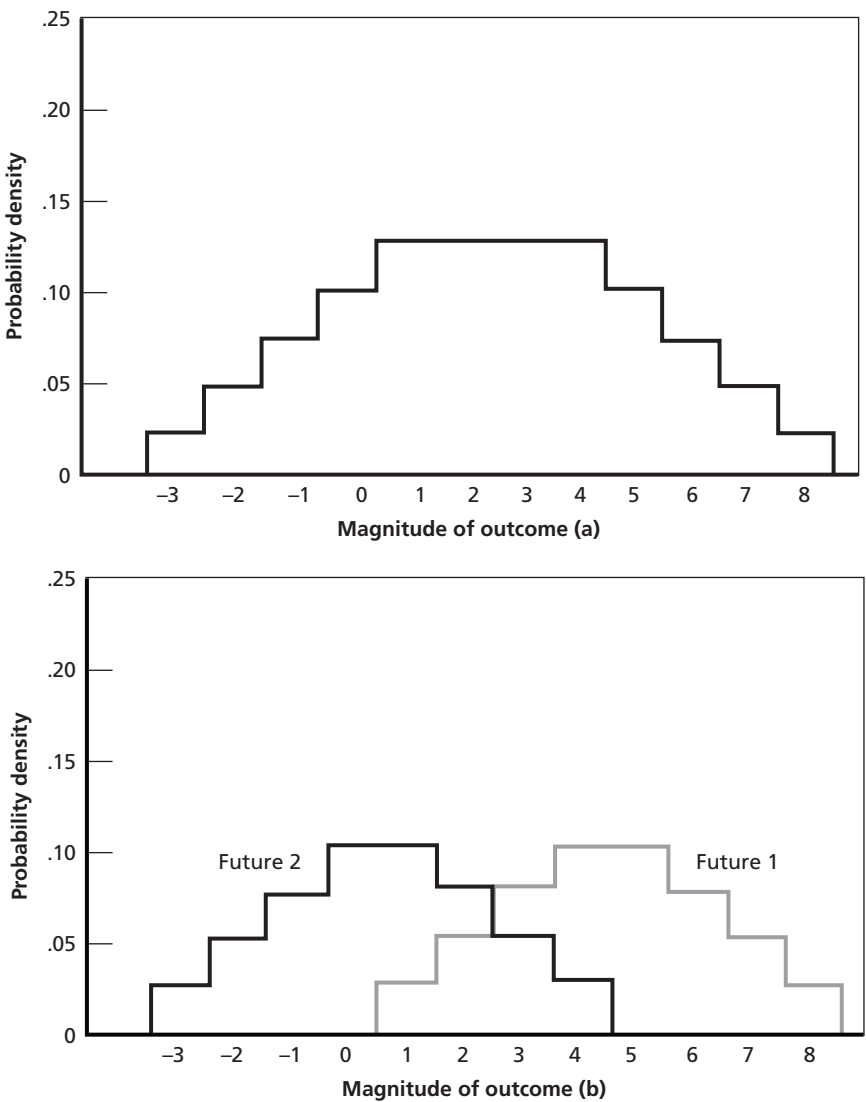 .25
.20
.15
.10
.05
0
Probability density
–3 –2 –1 0 1 2 3 4 5 6 7 8
Magnitude of outcome (a)
.25
.20
.15
.10
.05
0
Probability density
Future 2 Future 1
–3 –2 –1 0 1 2 3 4 5 6 7 8
Magnitude of outcome (b)